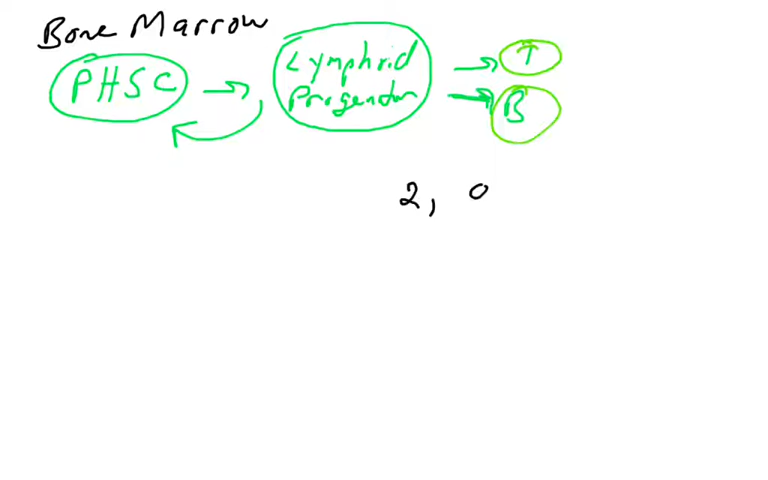 Bone Marrow
PHSC
Lymphoid
Progenitor
T
B
2, 0